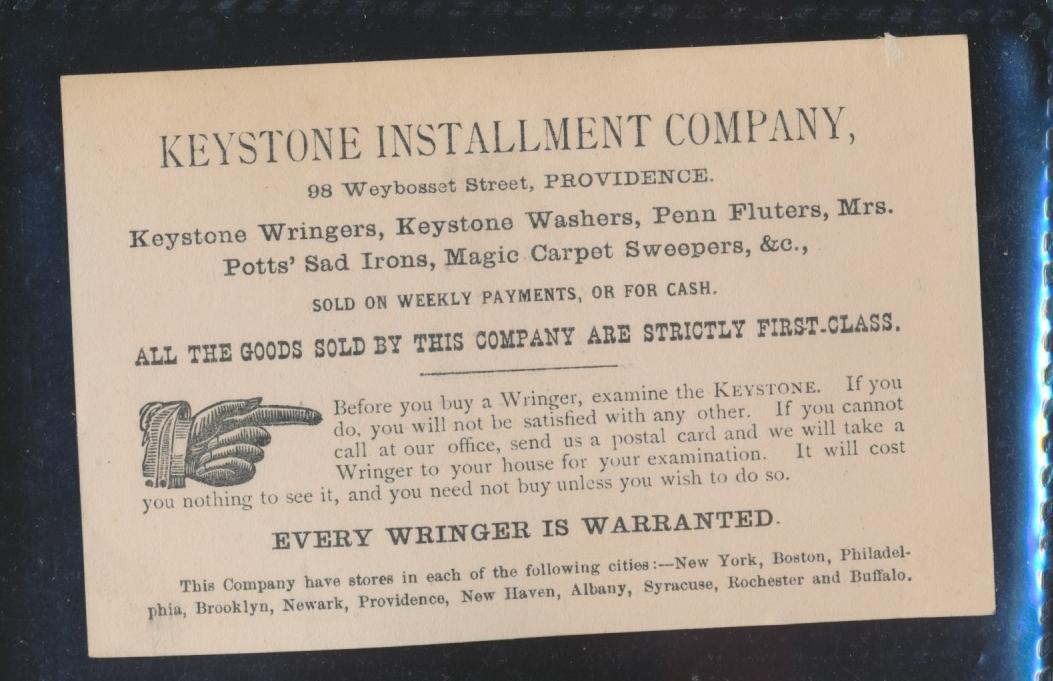 KEYSTONE INSTALLMENT COMPANY,
98 Weybosset Street, PROVIDENCE.
Keystone Wringers, Keystone Washers, Penn Fluters, Mrs.
Potts' Sad Irons, Magic Carpet Sweepers, &c.,
SOLD ON WEEKLY PAYMENTS, OR FOR CASH.
ALL THE GOODS SOLD BY THIS COMPANY ARE STRICTLY FIRST-CLASS.
Before you buy a Wringer, examine the KEYSTONE. If you
do, you will not be satisfied with any other. If you cannot
call at our office, send us a postal card and we will take a
Wringer to your house for your examination. It will cost
you nothing to see it, and you need not buy unless you wish to do so.
EVERY WRINGER IS WARRANTED.
This Company have stores in each of the following cities:—New York, Boston, Philadel-
phia, Brooklyn, Newark, Providence, New Haven, Albany, Syracuse, Rochester and Buffalo.